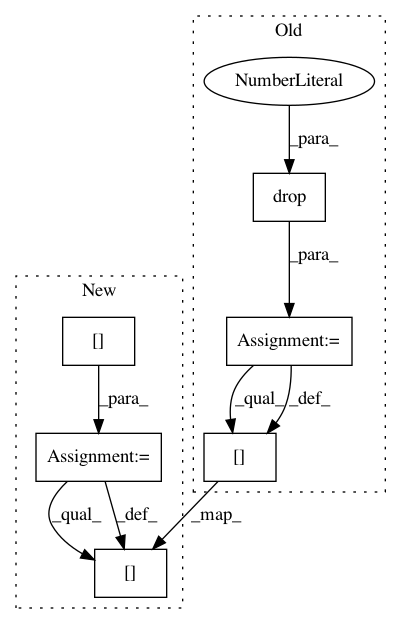 Old
NumberLiteral
_para_
drop
_para_
New
[]
Assignment:=
_para_
_qual_ _def_
Assignment:=
[]
_qual_ _def_ _map_
[]